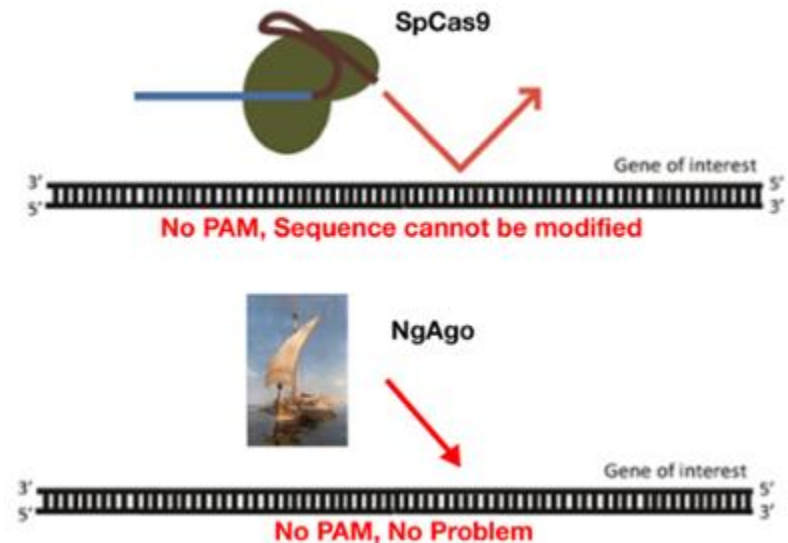 SpCas9
Gene of interest
3' 5'
5' 3'
No PAM, Sequence cannot be modified
NgAgo
Gene of interest
3' 5'
5' 3'
No PAM, No Problem